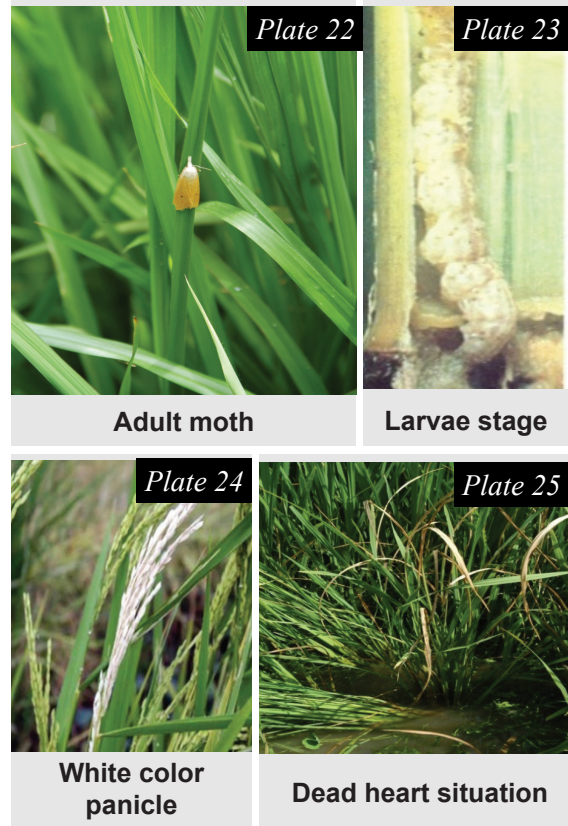 Plate 22
Plate 23
Adult moth
Larvae stage
Plate 24
Plate 25
White color
panicle
Dead heart situation